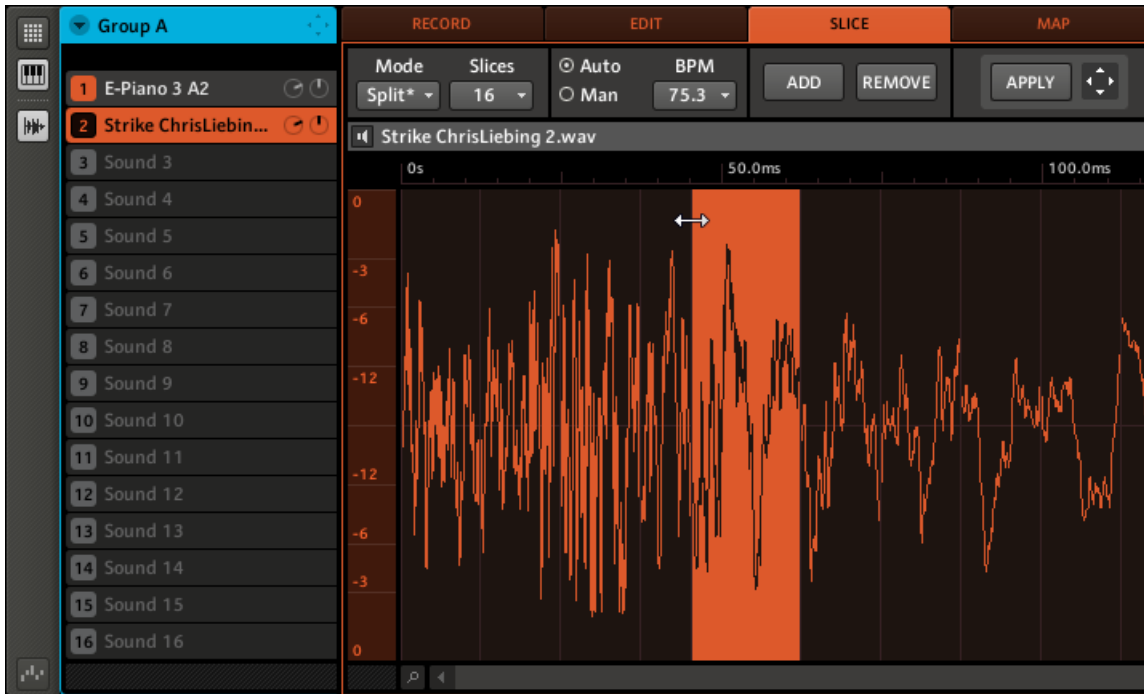 Group A
RECORD EDIT SLICE MAP
Mode Slices Auto BPM
Split* 16 Man 75.3 ADD REMOVE APPLY
1 E-Piano 3 A2
2 Strike ChrisLiebin...
3 Sound 3
4 Sound 4
5 Sound 5
6 Sound 6
7 Sound 7
8 Sound 8
9 Sound 9
10 Sound 10
11 Sound 11
12 Sound 12
13 Sound 13
14 Sound 14
15 Sound 15
16 Sound 16
Strike ChrisLiebing 2.wav
0s 50.0ms 100.0ms
0
-3
-6
-12
-12
-6
-3
0